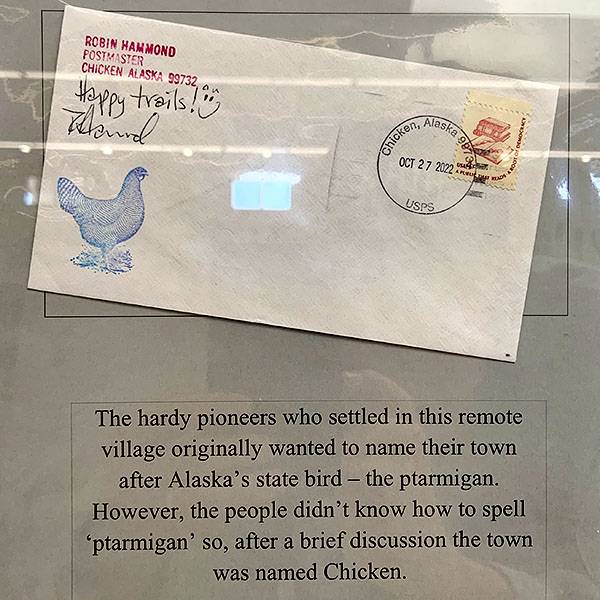 ROBIN HAMMOND
POSTMASTER
CHICKEN ALASKA 99732
Happy trails!
Chicken, Alaska
OCT 27 2022
USPS
The hardy pioneers who settled in this remote
village originally wanted to name their town
after Alaska's state bird – the ptarmigan.
However, the people didn't know how to spell
'ptarmigan' so, after a brief discussion the town
was named Chicken.